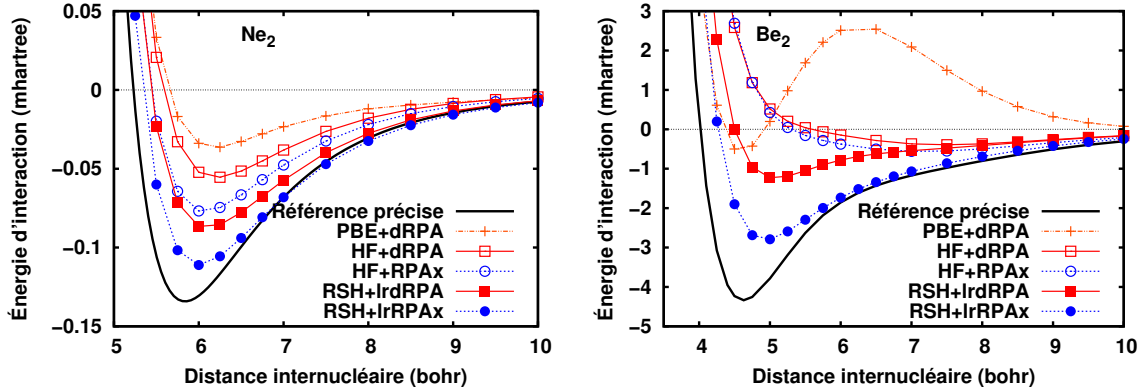 Ne2
Énergie d'interaction (mhartree)
0.05
0
−0.05
−0.1
−0.15
Référence précise
PBE+dRPA
HF+dRPA
HF+RPAx
RSH+lrdRPA
RSH+lrRPAx
5 6 7 8 9 10
Distance internucléaire (bohr)
Be2
Énergie d'interaction (mhartree)
3
2
1
0
−1
−2
−3
−4
−5
Référence précise
PBE+dRPA
HF+dRPA
HF+RPAx
RSH+lrdRPA
RSH+lrRPAx
4 5 6 7 8 9 10
Distance internucléaire (bohr)